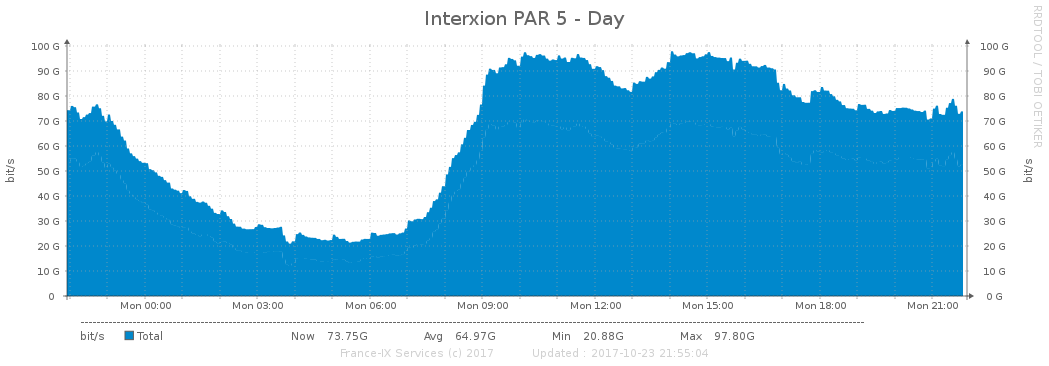 Interxion PAR 5 - Day
RRDTOOL / TOBI OETIKER
100 G 100 G
90 G 90 G
80 G 80 G
70 G 70 G
60 G 60 G
50 G 50 G
40 G 40 G
30 G 30 G
20 G 20 G
10 G 10 G
0 0 G
bit/s bit/s
Mon 00:00 Mon 03:00 Mon 06:00 Mon 09:00 Mon 12:00 Mon 15:00 Mon 18:00 Mon 21:00
bit/s Total Now 73.75G Avg 64.97G Min 20.88G Max 97.80G
France-IX Services (c) 2017 Updated : 2017-10-23 21:55:04